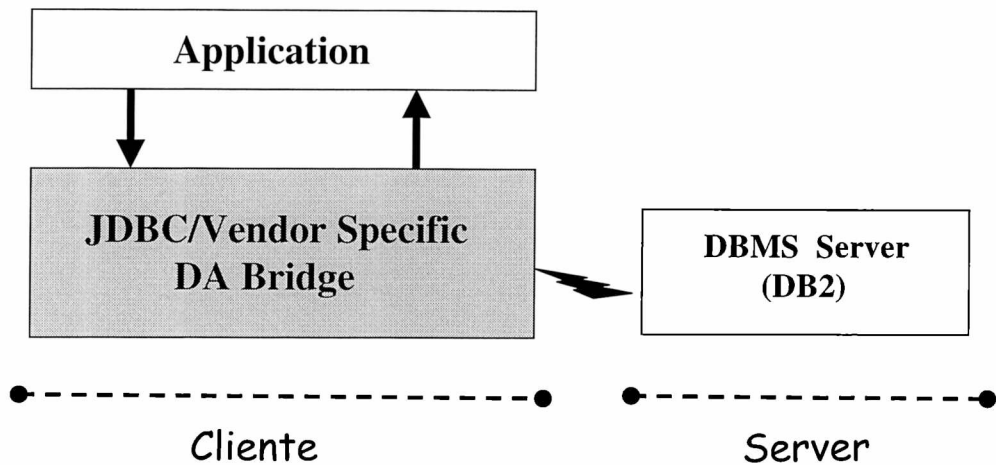 Application
JDBC/Vendor Specific
DA Bridge
DBMS Server
(DB2)
Cliente
Server